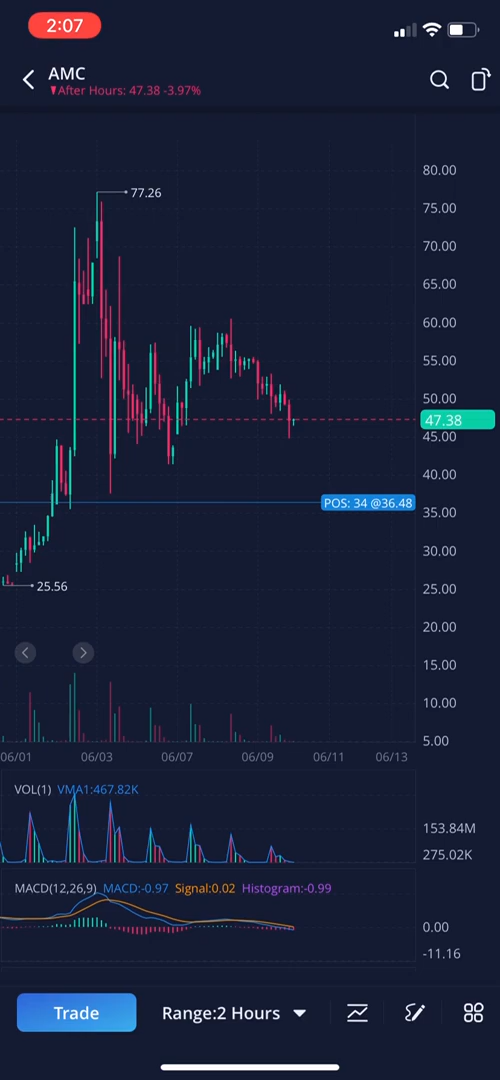 2:07
AMC
▼After Hours: 47.38 -3.97%
80.00
77.26
75.00
70.00
65.00
60.00
55.00
50.00
47.38
45.00
40.00
POS: 34 @36.48
35.00
30.00
25.56
25.00
20.00
15.00
10.00
5.00
06/01 06/03 06/07 06/09 06/11 06/13
VOL(1) VMA1:467.82K
153.84M
275.02K
MACD(12,26,9) MACD:-0.97 Signal:0.02 Histogram:-0.99
0.00
-11.16
Trade Range:2 Hours